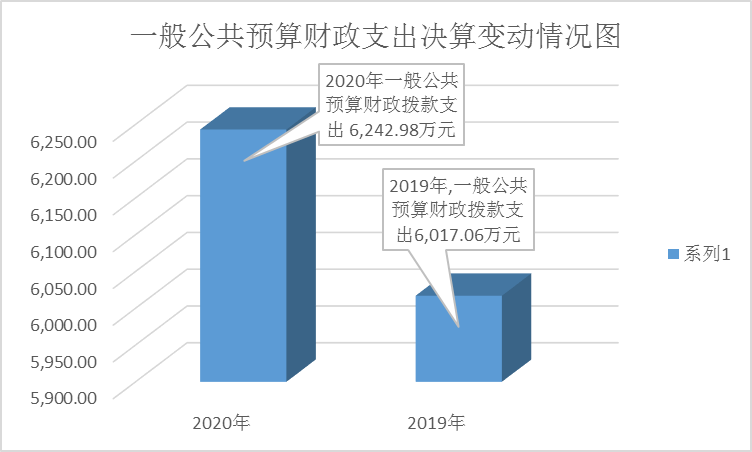 一般公共预算财政支出决算变动情况图
2020年一般公共
预算财政拨款支
出 6,242.98万元
2019年,一般公共
预算财政拨款支
出6,017.06万元
6,250.00
6,200.00
6,150.00
6,100.00
6,050.00
6,000.00
5,950.00
5,900.00
系列1
2020年
2019年